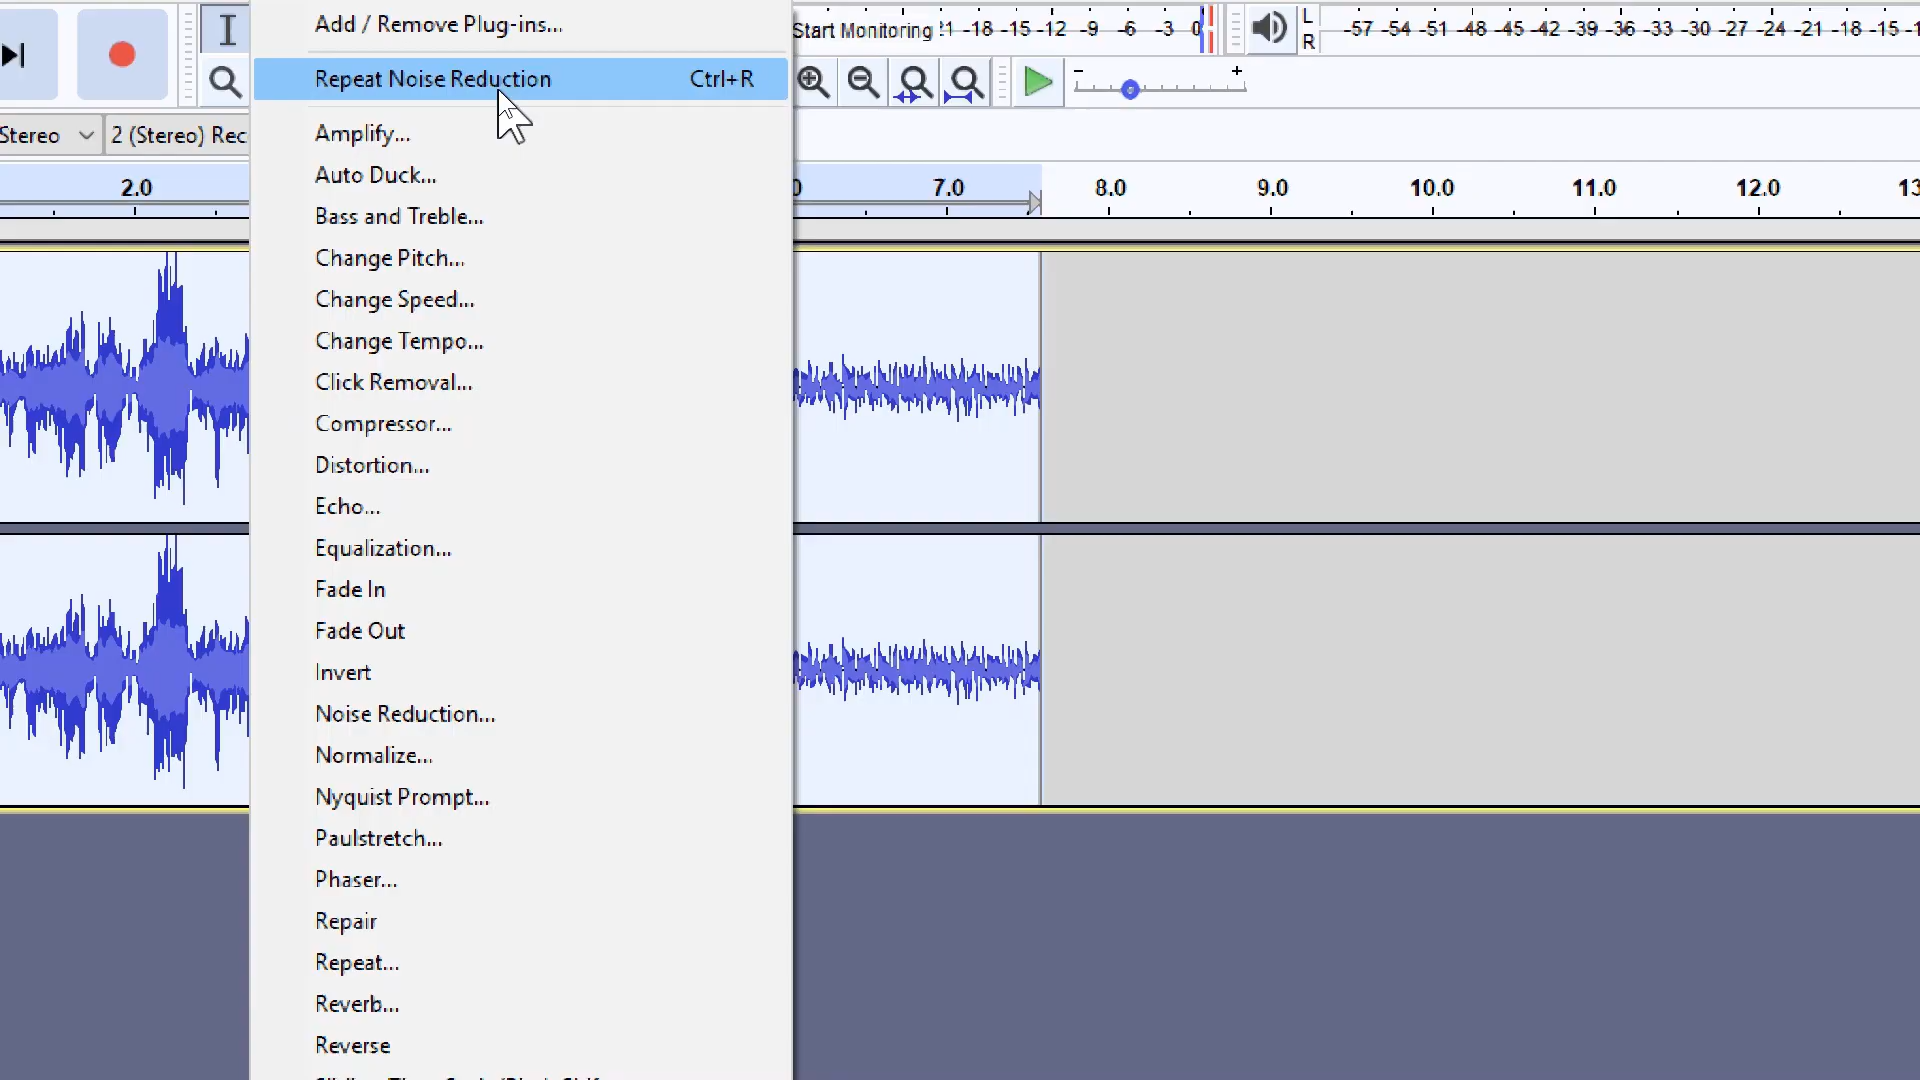 Add / Remove Plug-ins...
Start Monitoring -18 -15 -12 -9 -6 -3 0
L
R
-57 -54 -51 -48 -45 -42 -39 -36 -33 -30 -27 -24 -21 -18 -15
Repeat Noise Reduction Ctrl+R
- +
Stereo 2 (Stereo) Rec
Amplify...
Auto Duck...
2.0 7.0 8.0 9.0 10.0 11.0 12.0
Bass and Treble...
Change Pitch...
Change Speed...
Change Tempo...
Click Removal...
Compressor...
Distortion...
Echo...
Equalization...
Fade In
Fade Out
Invert
Noise Reduction...
Normalize...
Nyquist Prompt...
Paulstretch...
Phaser...
Repair
Repeat...
Reverb...
Reverse